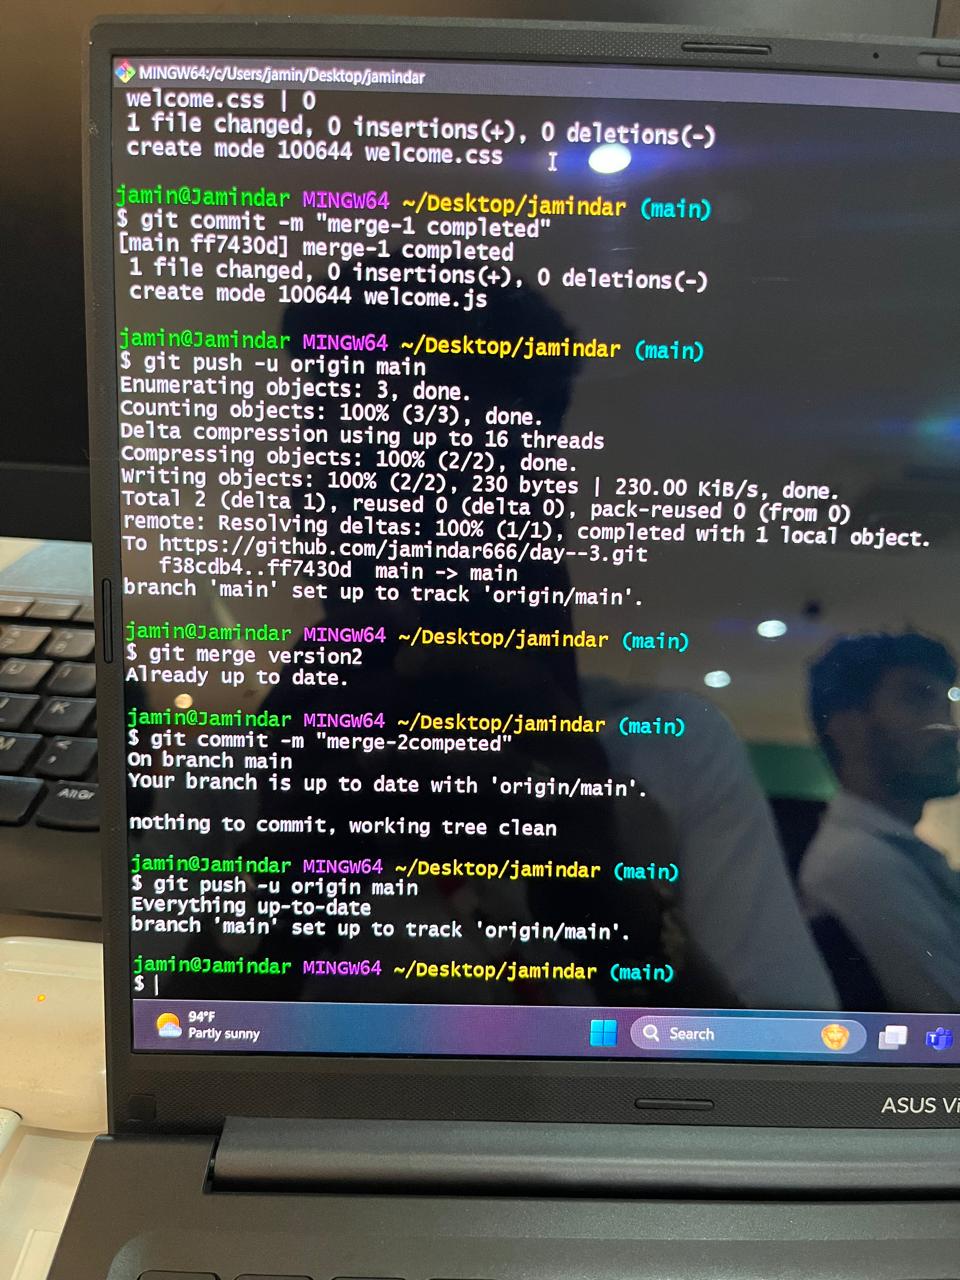 MINGW64:/c/Users/jamin/Desktop/jamindar
welcome.css | 0
1 file changed, 0 insertions(+), 0 deletions(-)
create mode 100644 welcome.css
jamin@Jamindar MINGW64 ~/Desktop/jamindar (main)
$ git commit -m "merge-1 completed"
[main ff7430d] merge-1 completed
1 file changed, 0 insertions(+), 0 deletions(-)
create mode 100644 welcome.js
jamin@Jamindar MINGW64 ~/Desktop/jamindar (main)
$ git push -u origin main
Enumerating objects: 3, done.
Counting objects: 100% (3/3), done.
Delta compression using up to 16 threads
Compressing objects: 100% (2/2), done.
Writing objects: 100% (2/2), 230 bytes | 230.00 KiB/s, done.
Total 2 (delta 1), reused 0 (delta 0), pack-reused 0 (from 0)
remote: Resolving deltas: 100% (1/1), completed with 1 local object.
To https://github.com/jamindar666/day--3.git
f38cdb4..ff7430d  main -> main
branch 'main' set up to track 'origin/main'.
jamin@Jamindar MINGW64 ~/Desktop/jamindar (main)
$ git merge version2
Already up to date.
jamin@Jamindar MINGW64 ~/Desktop/jamindar (main)
$ git commit -m "merge-2competed"
On branch main
Your branch is up to date with 'origin/main'.
nothing to commit, working tree clean
jamin@Jamindar MINGW64 ~/Desktop/jamindar (main)
$ git push -u origin main
Everything up-to-date
branch 'main' set up to track 'origin/main'.
jamin@Jamindar MINGW64 ~/Desktop/jamindar (main)
$
94°F
Partly sunny
Search
ASUS Vi
K
M
Alt Gr